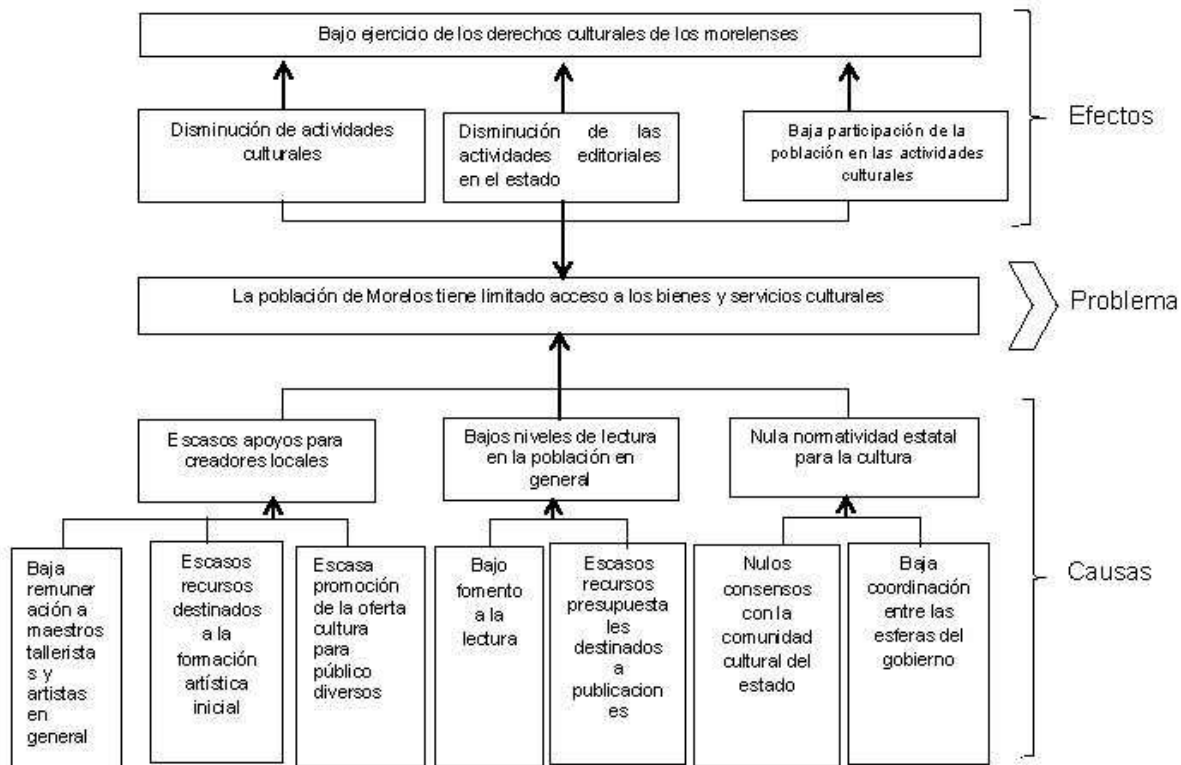 Bajo ejercicio de los derechos culturales de los morelenses
Disminución de actividades
culturales
Disminución de las
actividades editoriales
en el estado
Baja participación de la
población en las actividades
culturales
Efectos
La población de Morelos tiene limitado acceso a los bienes y servicios culturales
Problema
Escasos apoyos para
creadores locales
Bajos niveles de lectura
en la población en
general
Nula normatividad estatal
para la cultura
Baja
remuner
ación a
maestros
tallerista
s y
artistas
en
general
Escasos
recursos
destinados
a la
formación
artística
inicial
Escasa
promoción
de la oferta
cultura
para
público
diversos
Bajo
fomento
a la
lectura
Escasos
recursos
presupuesta
les
destinados
a
publicacion
es
Nulos
consensos
con la
comunidad
cultural del
estado
Baja
coordinación
entre las
esferas del
gobierno
Causas